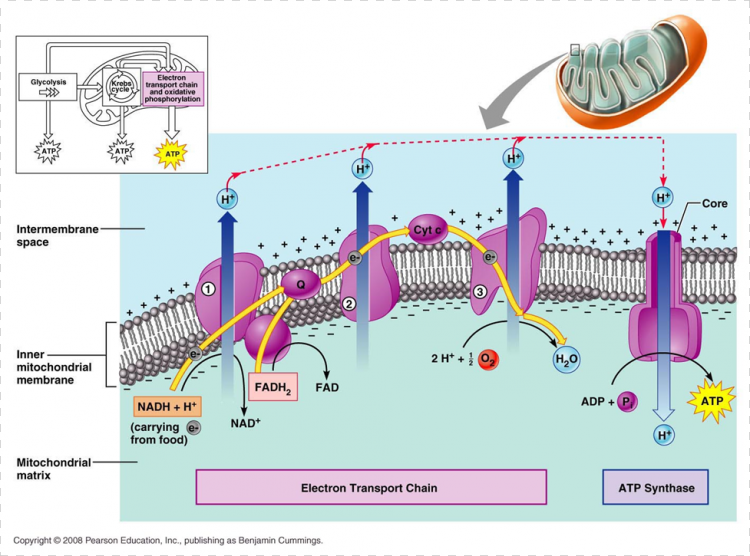 Glycolysis
Krebs
cycle
Electron
transport chain
and oxidative
phosphorylation
ATP
ATP
ATP
H⁺
H⁺
H⁺
H⁺
Core
Intermembrane
space
Cyt c
Q
e-
e-
e-
1
2
3
Inner
mitochondrial
membrane
2 H⁺ + ½ O₂
H₂O
NADH + H⁺
(carrying e-
from food)
NAD⁺
FADH₂
FAD
ADP + Pᵢ
ATP
H⁺
Mitochondrial
matrix
Electron Transport Chain
ATP Synthase
Copyright © 2008 Pearson Education, Inc., publishing as Benjamin Cummings.